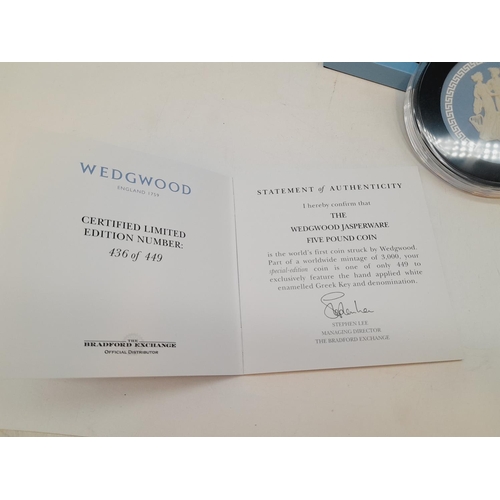 WEDGWOOD
ENGLAND 1759
CERTIFIED LIMITED
EDITION NUMBER:
436 of 449
THE
BRADFORD EXCHANGE
OFFICIAL DISTRIBUTOR
STATEMENT of AUTHENTICITY
I hereby confirm that
THE
WEDGWOOD JASPERWARE
FIVE POUND COIN
is the world's first coin struck by Wedgwood.
Part of a worldwide mintage of 3,000, your
special-edition coin is one of only 449 to
exclusively feature the hand applied white
enamelled Greek Key and denomination.
STEPHEN LEE
MANAGING DIRECTOR
THE BRADFORD EXCHANGE